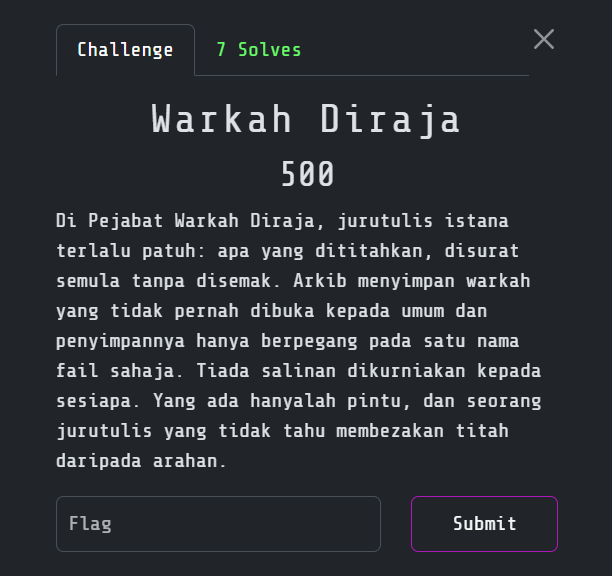 Challenge
7 Solves
Warkah Diraja
500
Di Pejabat Warkah Diraja, jurutulis istana
terlalu patuh: apa yang dititahkan, disurat
semula tanpa disemak. Arkib menyimpan warkah
yang tidak pernah dibuka kepada umum dan
penyimpannya hanya berpegang pada satu nama
fail sahaja. Tiada salinan dikurniakan kepada
sesiapa. Yang ada hanyalah pintu, dan seorang
jurutulis yang tidak tahu membezakan titah
daripada arahan.
Flag
Submit